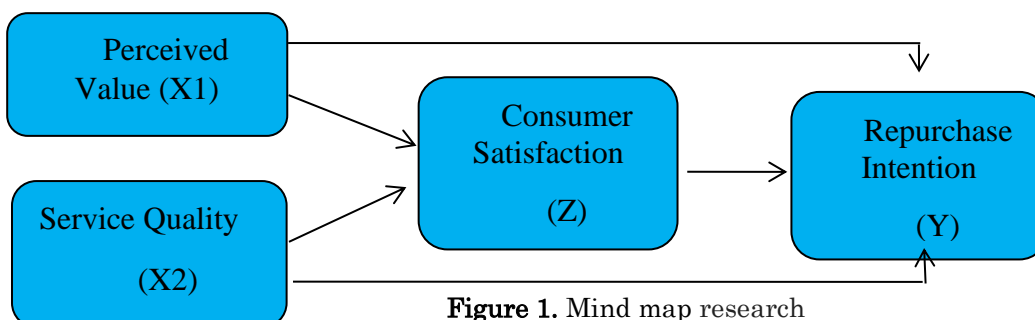 Perceived
Value (X1)
Consumer
Satisfaction
(Z)
Repurchase
Intention
(Y)
Service Quality
(X2)
Figure 1. Mind map research